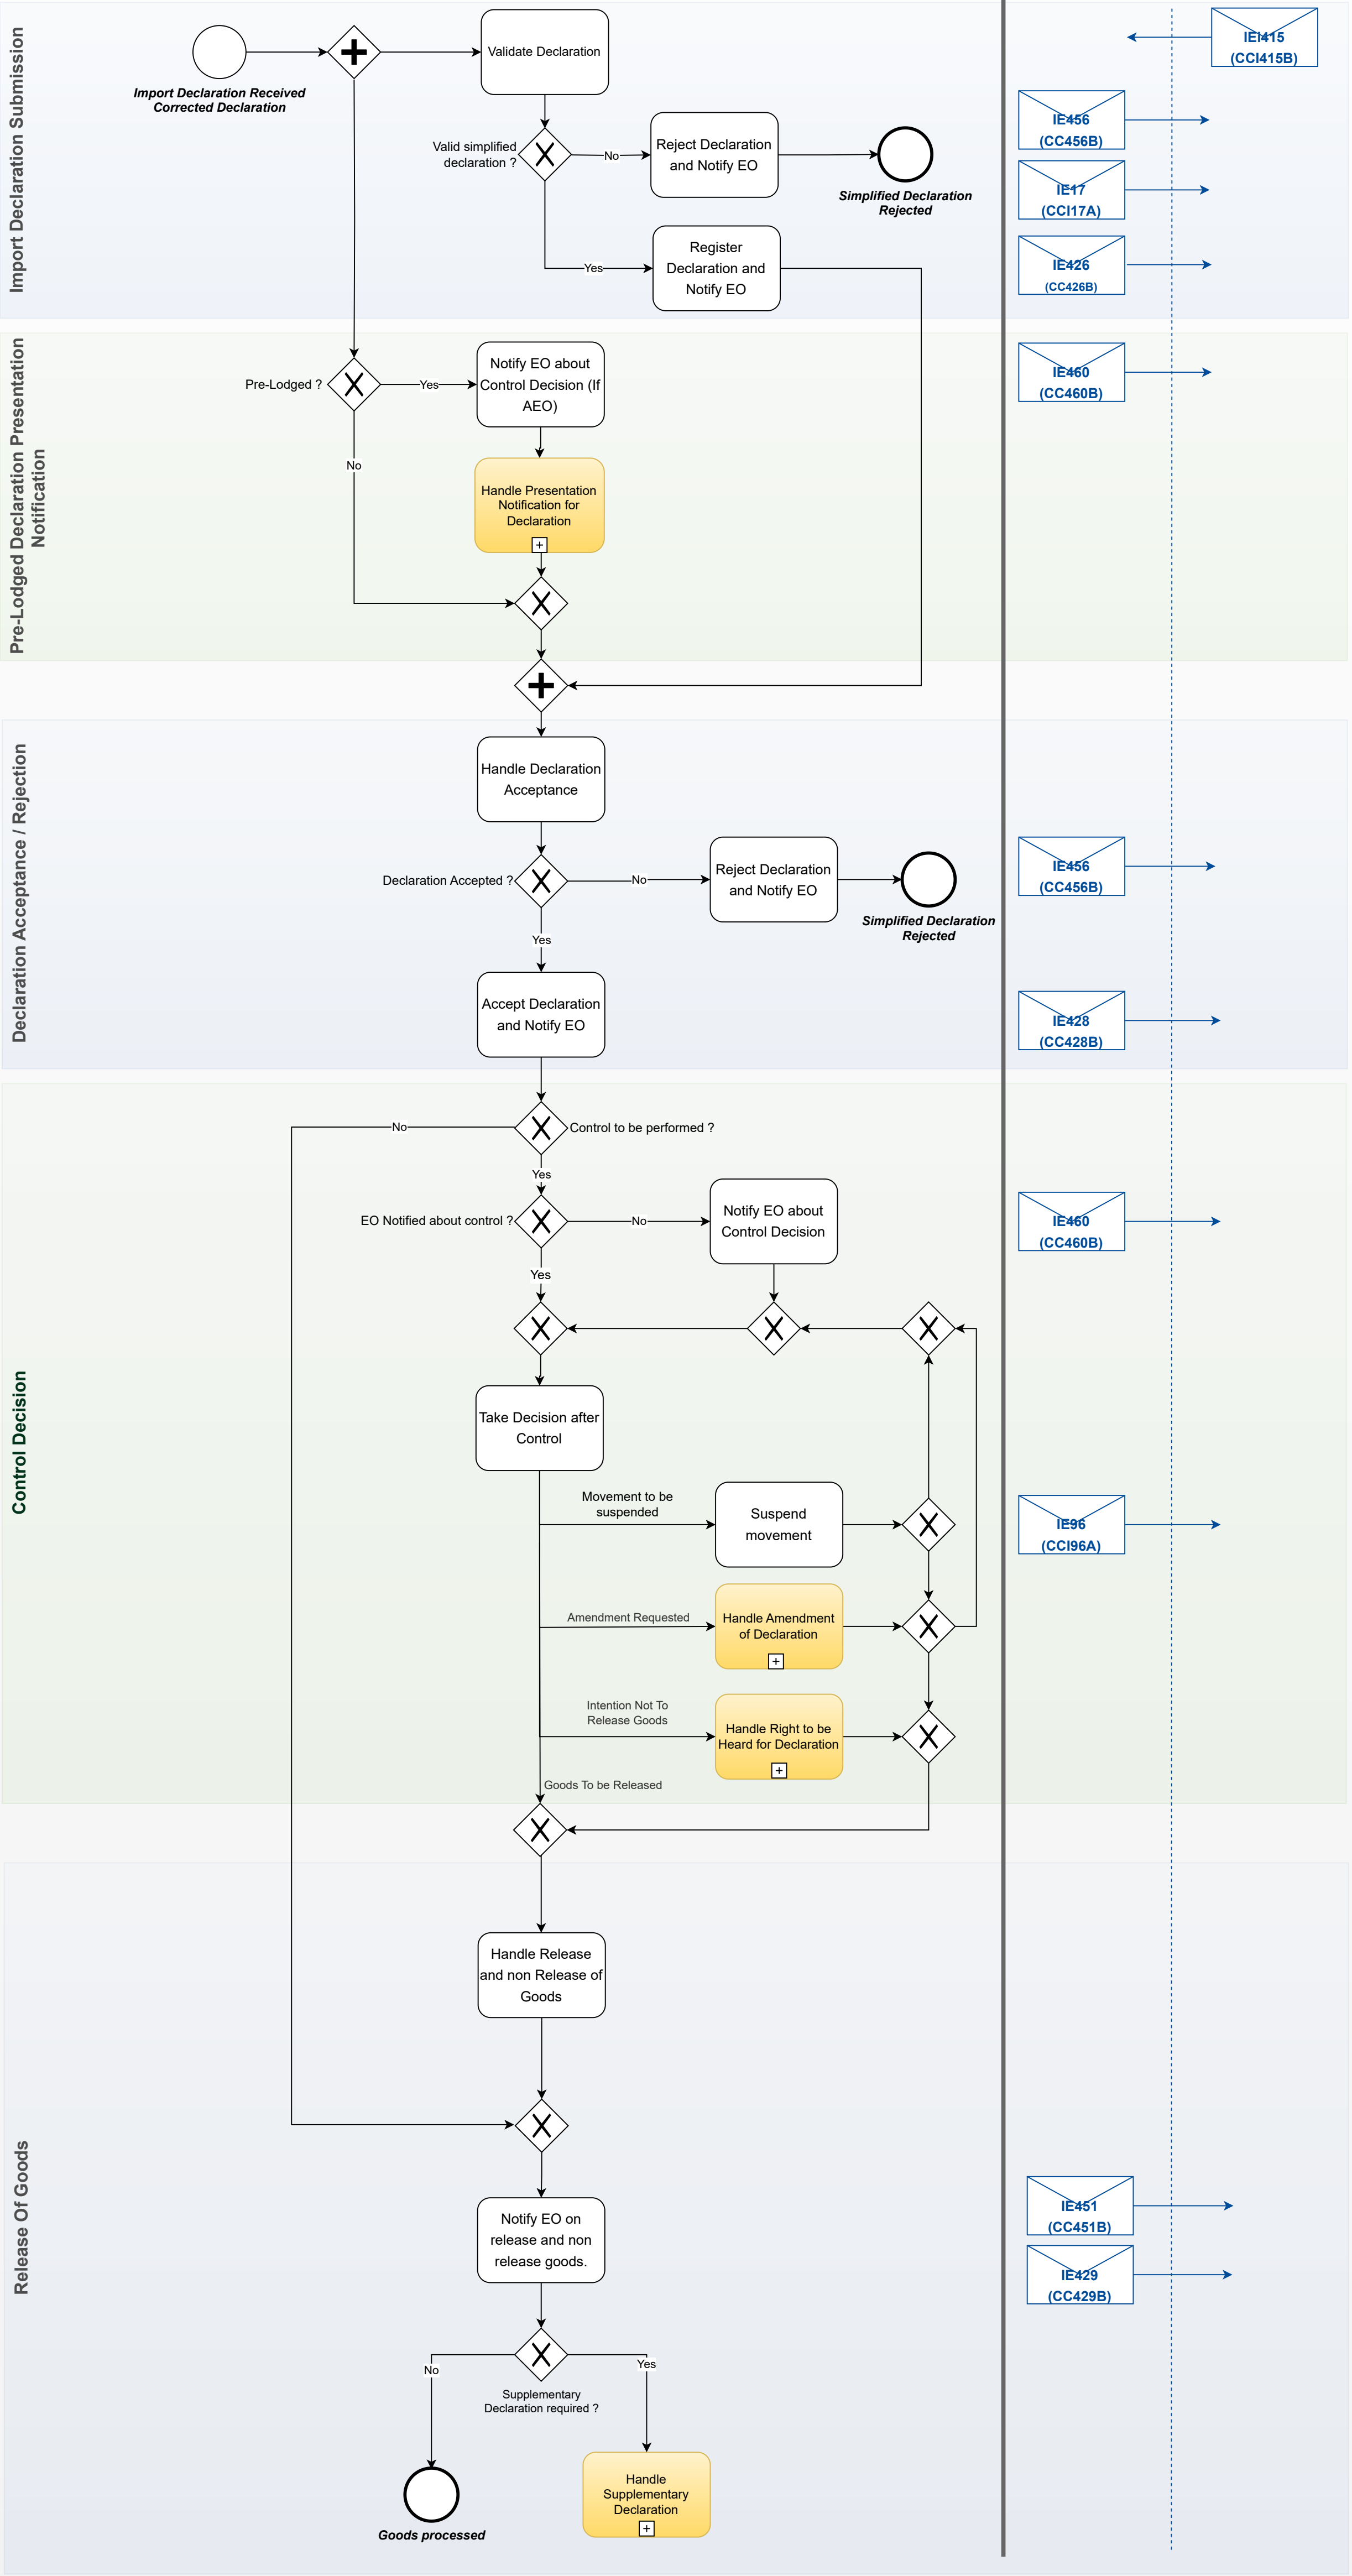 Import Declaration Submission
Import Declaration Received
Corrected Declaration
Validate Declaration
Valid simplified
declaration ?
No
Reject Declaration
and Notify EO
Simplified Declaration
Rejected
Yes
Register
Declaration and
Notify EO
IEI415
(CCI415B)
IE456
(CC456B)
IE17
(CCI17A)
IE426
(CC426B)
Pre-Lodged Declaration Presentation
Notification
Pre-Lodged ?
Yes
Notify EO about
Control Decision (If
AEO)
No
Handle Presentation
Notification for
Declaration
IE460
(CC460B)
Declaration Acceptance / Rejection
Handle Declaration
Acceptance
Declaration Accepted ?
No
Reject Declaration
and Notify EO
Simplified Declaration
Rejected
Yes
Accept Declaration
and Notify EO
IE456
(CC456B)
IE428
(CC428B)
Control Decision
No
Control to be performed ?
Yes
EO Notified about control ?
No
Notify EO about
Control Decision
Yes
Take Decision after
Control
Movement to be
suspended
Suspend
movement
Amendment Requested
Handle Amendment
of Declaration
Intention Not To
Release Goods
Handle Right to be
Heard for Declaration
Goods To be Released
IE460
(CC460B)
IE96
(CCI96A)
Release Of Goods
Handle Release
and non Release of
Goods
Notify EO on
release and non
release goods.
No
Yes
Supplementary
Declaration required ?
Goods processed
Handle
Supplementary
Declaration
IE451
(CC451B)
IE429
(CC429B)